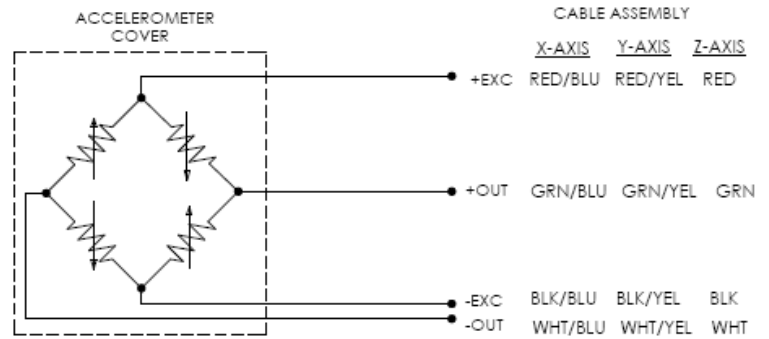 ACCELEROMETER
COVER
CABLE ASSEMBLY
X-AXIS Y-AXIS Z-AXIS
+EXC RED/BLU RED/YEL RED
+OUT GRN/BLU GRN/YEL GRN
-EXC BLK/BLU BLK/YEL BLK
-OUT WHT/BLU WHT/YEL WHT